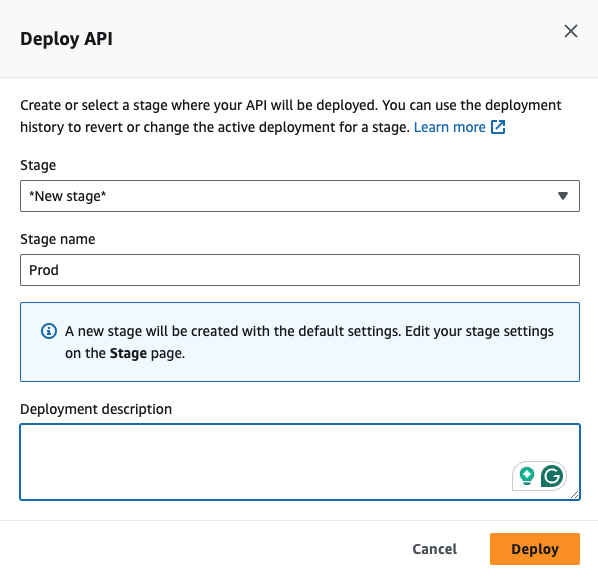 Deploy API
Create or select a stage where your API will be deployed. You can use the deployment
history to revert or change the active deployment for a stage. Learn more
Stage
*New stage*
Stage name
Prod
A new stage will be created with the default settings. Edit your stage settings
on the Stage page.
Deployment description
Cancel
Deploy